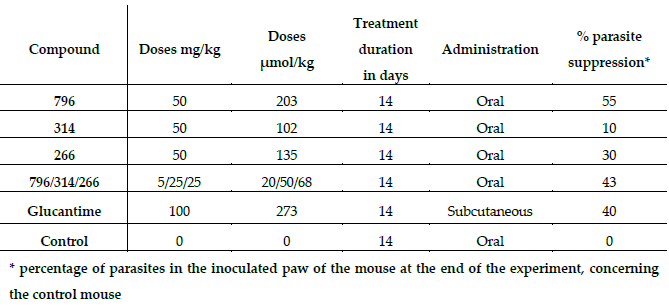 Compound Doses mg/kg Doses µmol/kg Treatment duration in days Administration % parasite suppression*
796 50 203 14 Oral 55
314 50 102 14 Oral 10
266 50 135 14 Oral 30
796/314/266 5/25/25 20/50/68 14 Oral 43
Glucantime 100 273 14 Subcutaneous 40
Control 0 0 14 Oral 0
* percentage of parasites in the inoculated paw of the mouse at the end of the experiment, concerning
the control mouse